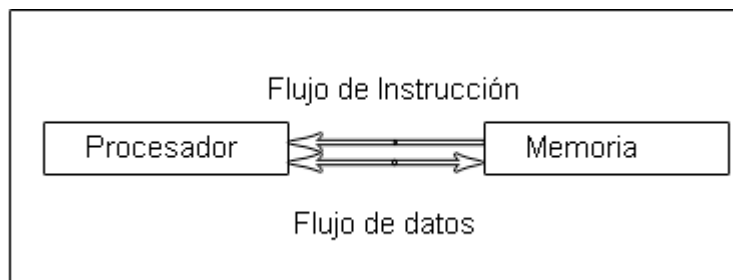 Flujo de Instrucción
Procesador
Memoria
Flujo de datos